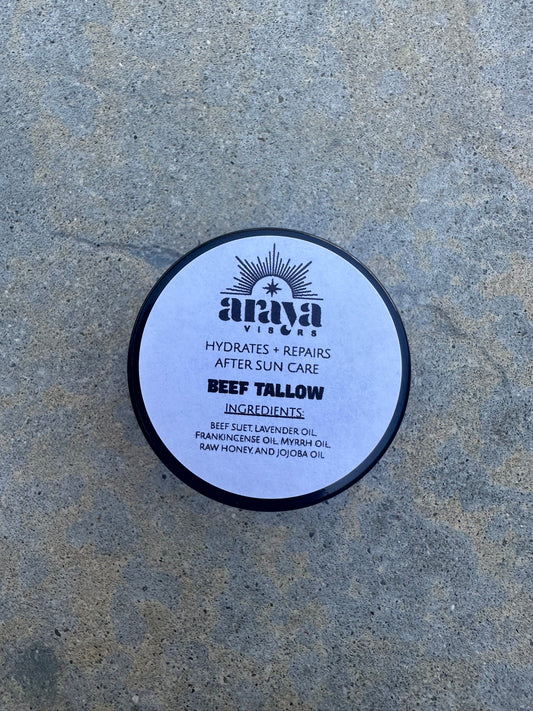 araya
VISORS
HYDRATES + REPAIRS
AFTER SUN CARE
BEEF TALLOW
INGREDIENTS:
BEEF SUET, LAVENDER OIL,
FRANKINCENSE OIL, MYRRH OIL,
RAW HONEY, AND JOJOBA OIL